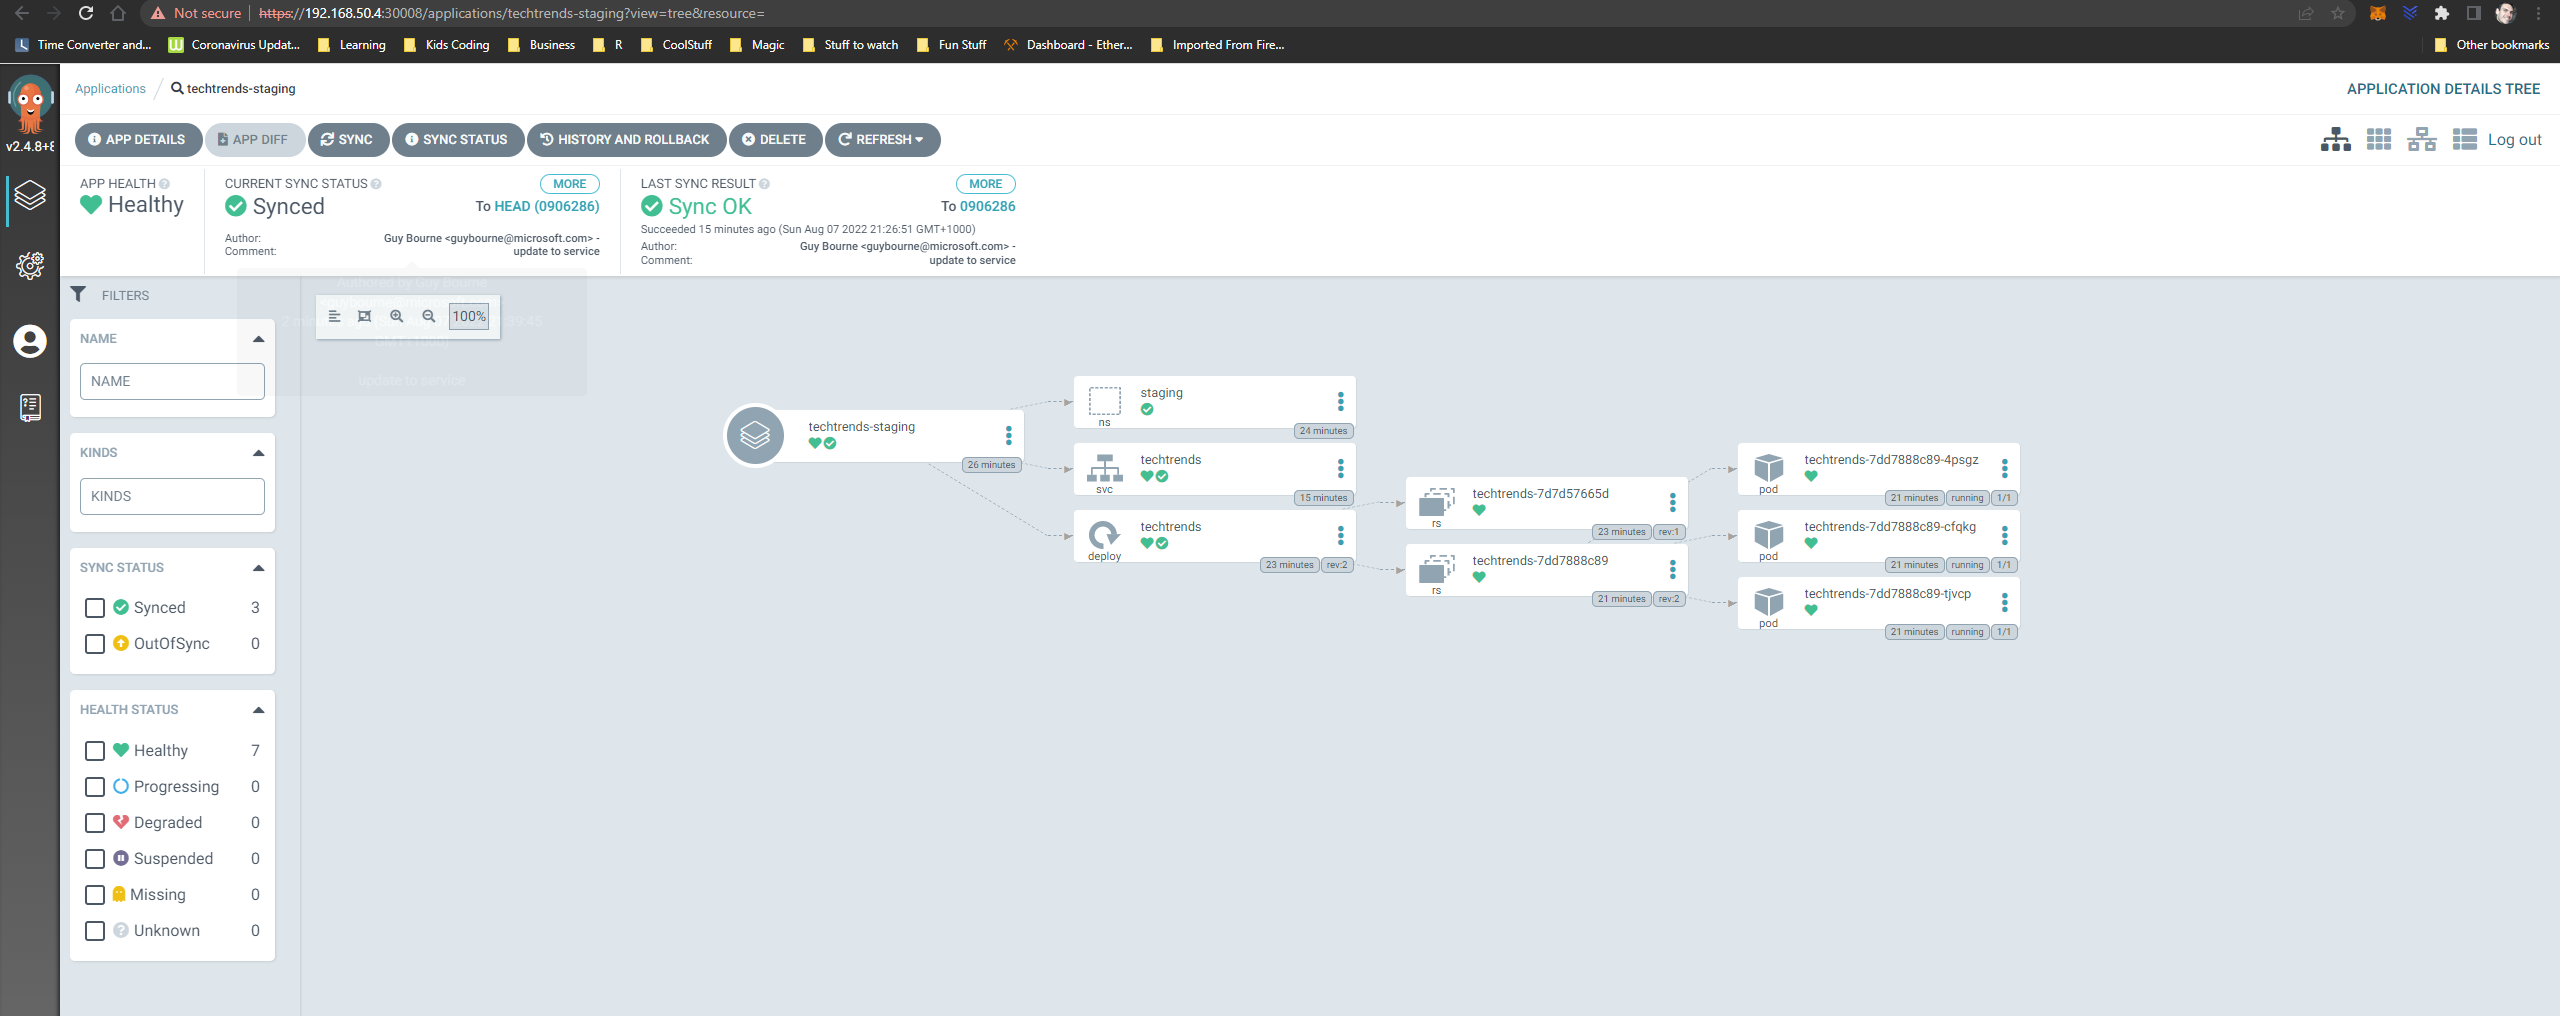 Not secure | https://192.168.50.4:30008/applications/techtrends-staging?view=tree&resource=
Time Converter and... Coronavirus Updat... Learning Kids Coding Business R CoolStuff Magic Stuff to watch Fun Stuff Dashboard - Ether... Imported From Fire... Other bookmarks
v2.4.8+8
Applications / techtrends-staging APPLICATION DETAILS TREE
APP DETAILS APP DIFF SYNC SYNC STATUS HISTORY AND ROLLBACK DELETE REFRESH Log out
APP HEALTH CURRENT SYNC STATUS MORE LAST SYNC RESULT MORE
Healthy Synced To HEAD (0906286) Sync OK To 0906286
Succeeded 15 minutes ago (Sun Aug 07 2022 21:26:51 GMT+1000)
Author: Guy Bourne <guybourne@microsoft.com> - Author: Guy Bourne <guybourne@microsoft.com> -
Comment: update to service Comment: update to service
Authored by Guy Bourne
GMT+1000)
update to service
100%
FILTERS
NAME
NAME
KINDS
KINDS
SYNC STATUS
Synced 3
OutOfSync 0
HEALTH STATUS
Healthy 7
Progressing 0
Degraded 0
Suspended 0
Missing 0
Unknown 0
techtrends-staging
26 minutes
staging
ns
24 minutes
techtrends
svc
15 minutes
techtrends
deploy
23 minutes rev:2
techtrends-7d7d57665d
rs
23 minutes rev:1
techtrends-7dd7888c89
rs
21 minutes rev:2
techtrends-7dd7888c89-4psgz
pod
21 minutes running 1/1
techtrends-7dd7888c89-cfqkg
pod
21 minutes running 1/1
techtrends-7dd7888c89-tjvcp
pod
21 minutes running 1/1